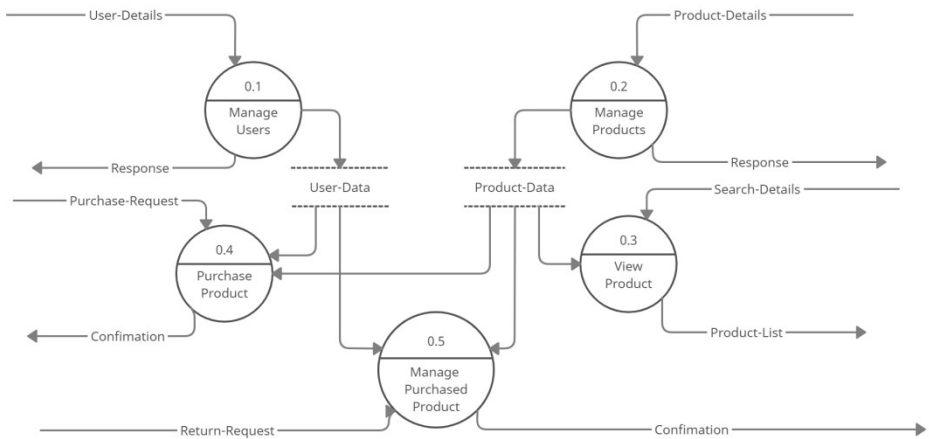 User-Details
Product-Details
0.1
Manage
Users
0.2
Manage
Products
Response
Response
User-Data
Product-Data
Search-Details
Purchase-Request
0.4
Purchase
Product
0.3
View
Product
Confimation
Product-List
0.5
Manage
Purchased
Product
Return-Request
Confimation